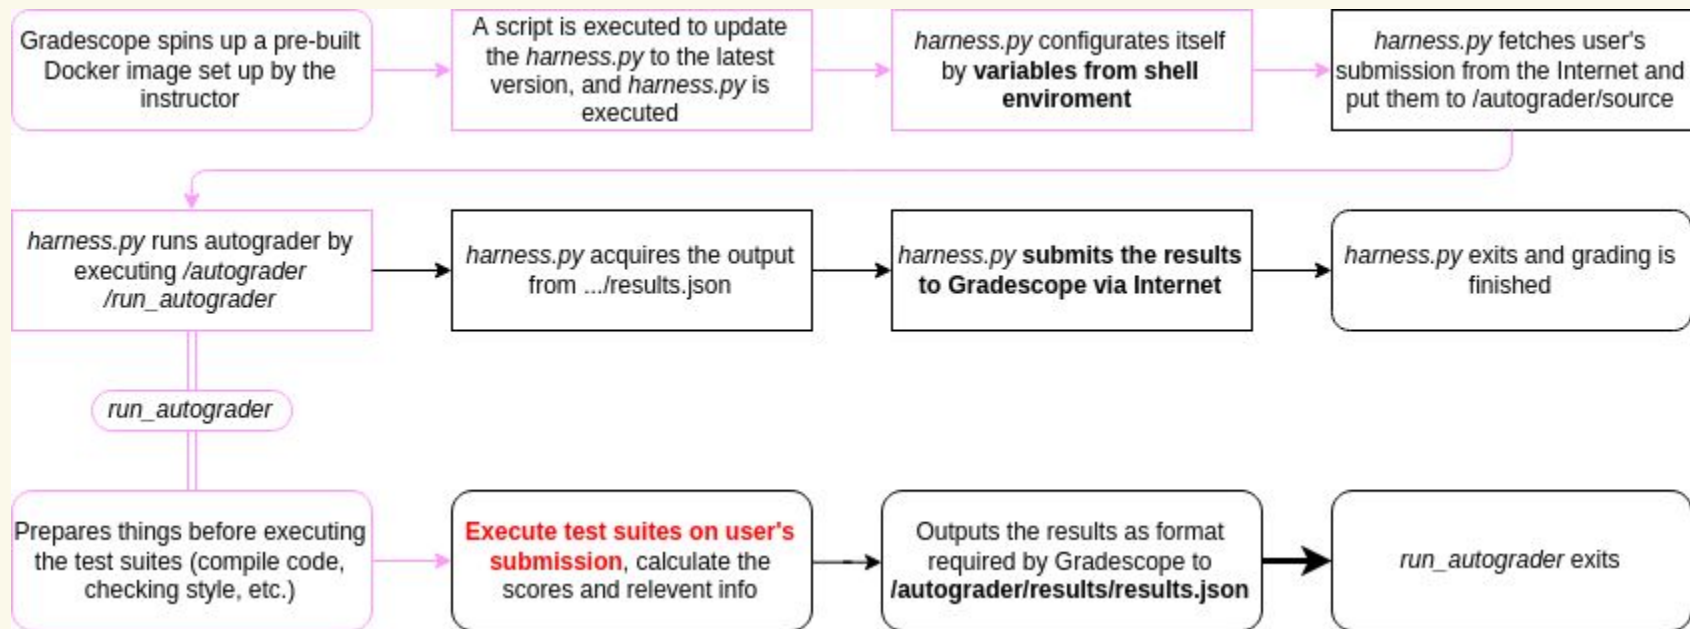 Gradescope spins up a pre-built
Docker image set up by the
instructor
A script is executed to update
the harness.py to the latest
version, and harness.py is
executed
harness.py configurates itself
by variables from shell
enviroment
harness.py fetches user's
submission from the Internet and
put them to /autograder/source
harness.py runs autograder by
executing /autograder
/run_autograder
harness.py acquires the output
from .../results.json
harness.py submits the results
to Gradescope via Internet
harness.py exits and grading is
finished
run_autograder
Prepares things before executing
the test suites (compile code,
checking style, etc.)
Execute test suites on user's
submission, calculate the
scores and relevent info
Outputs the results as format
required by Gradescope to
/autograder/results/results.json
run_autograder exits